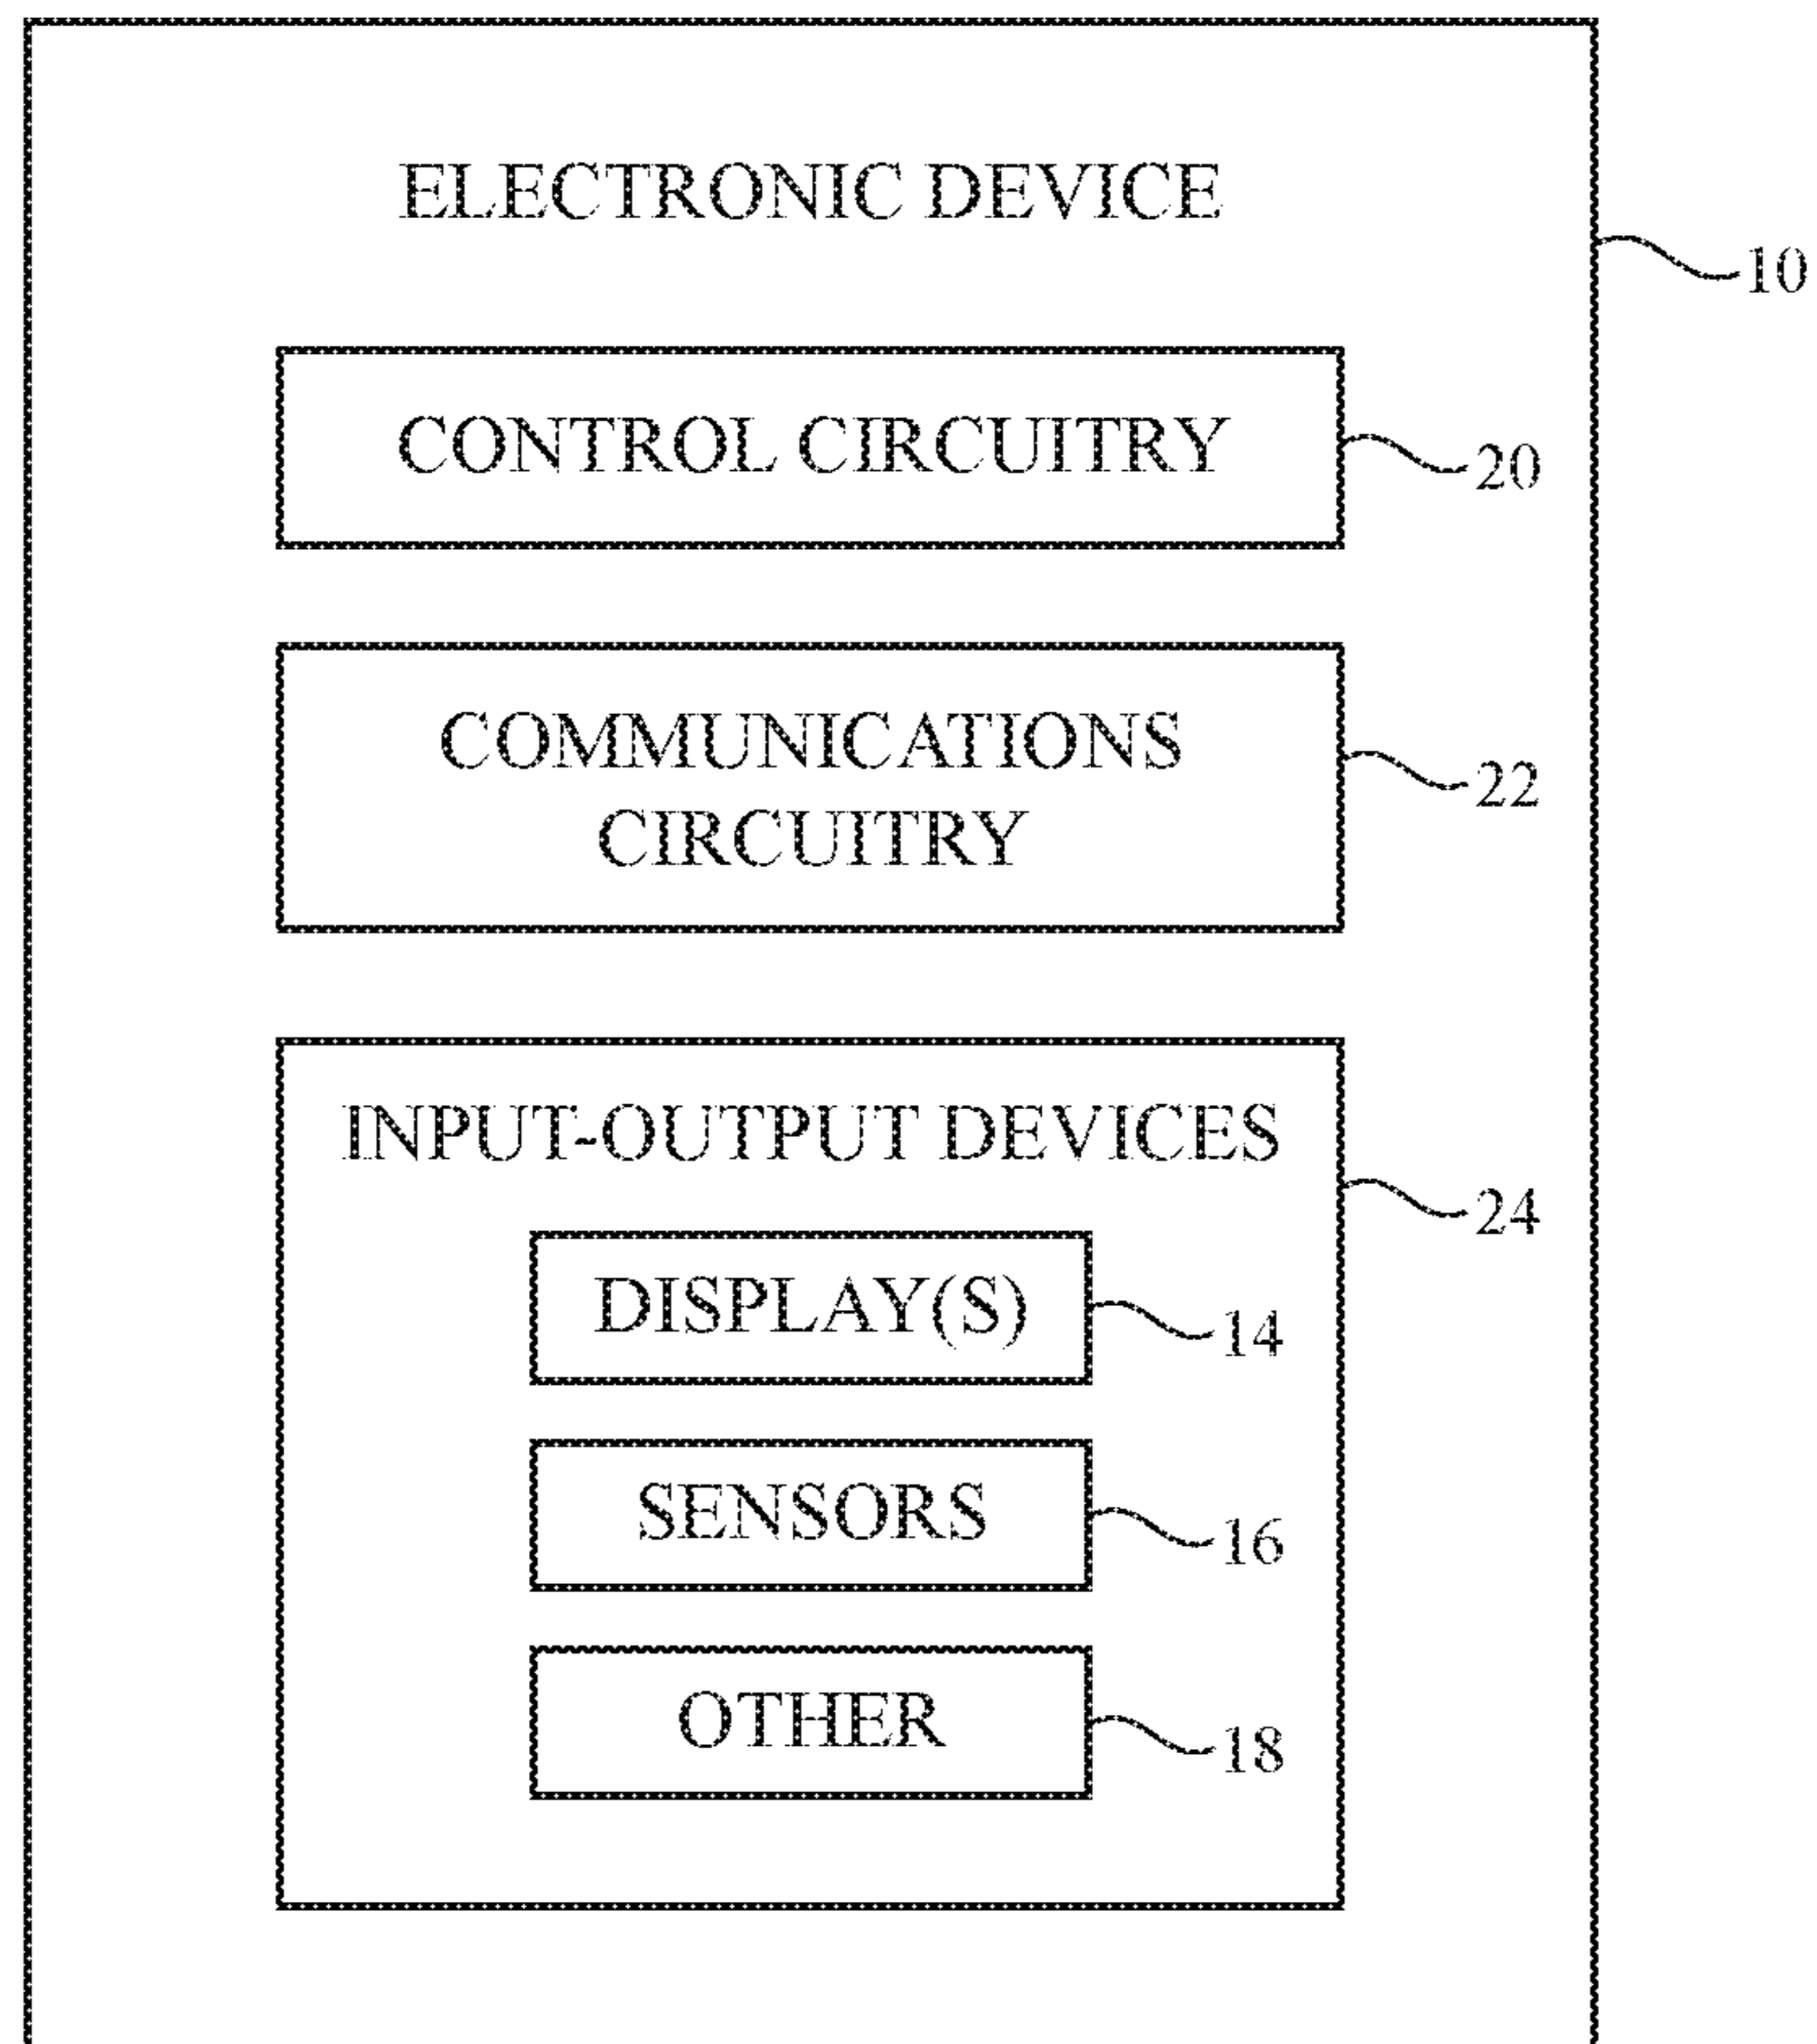 ELECTRONIC DEVICE
10
CONTROL CIRCUITRY
20
COMMUNICATIONS
CIRCUITRY
22
INPUT-OUTPUT DEVICES
24
DISPLAY(S)
14
SENSORS
16
OTHER
18